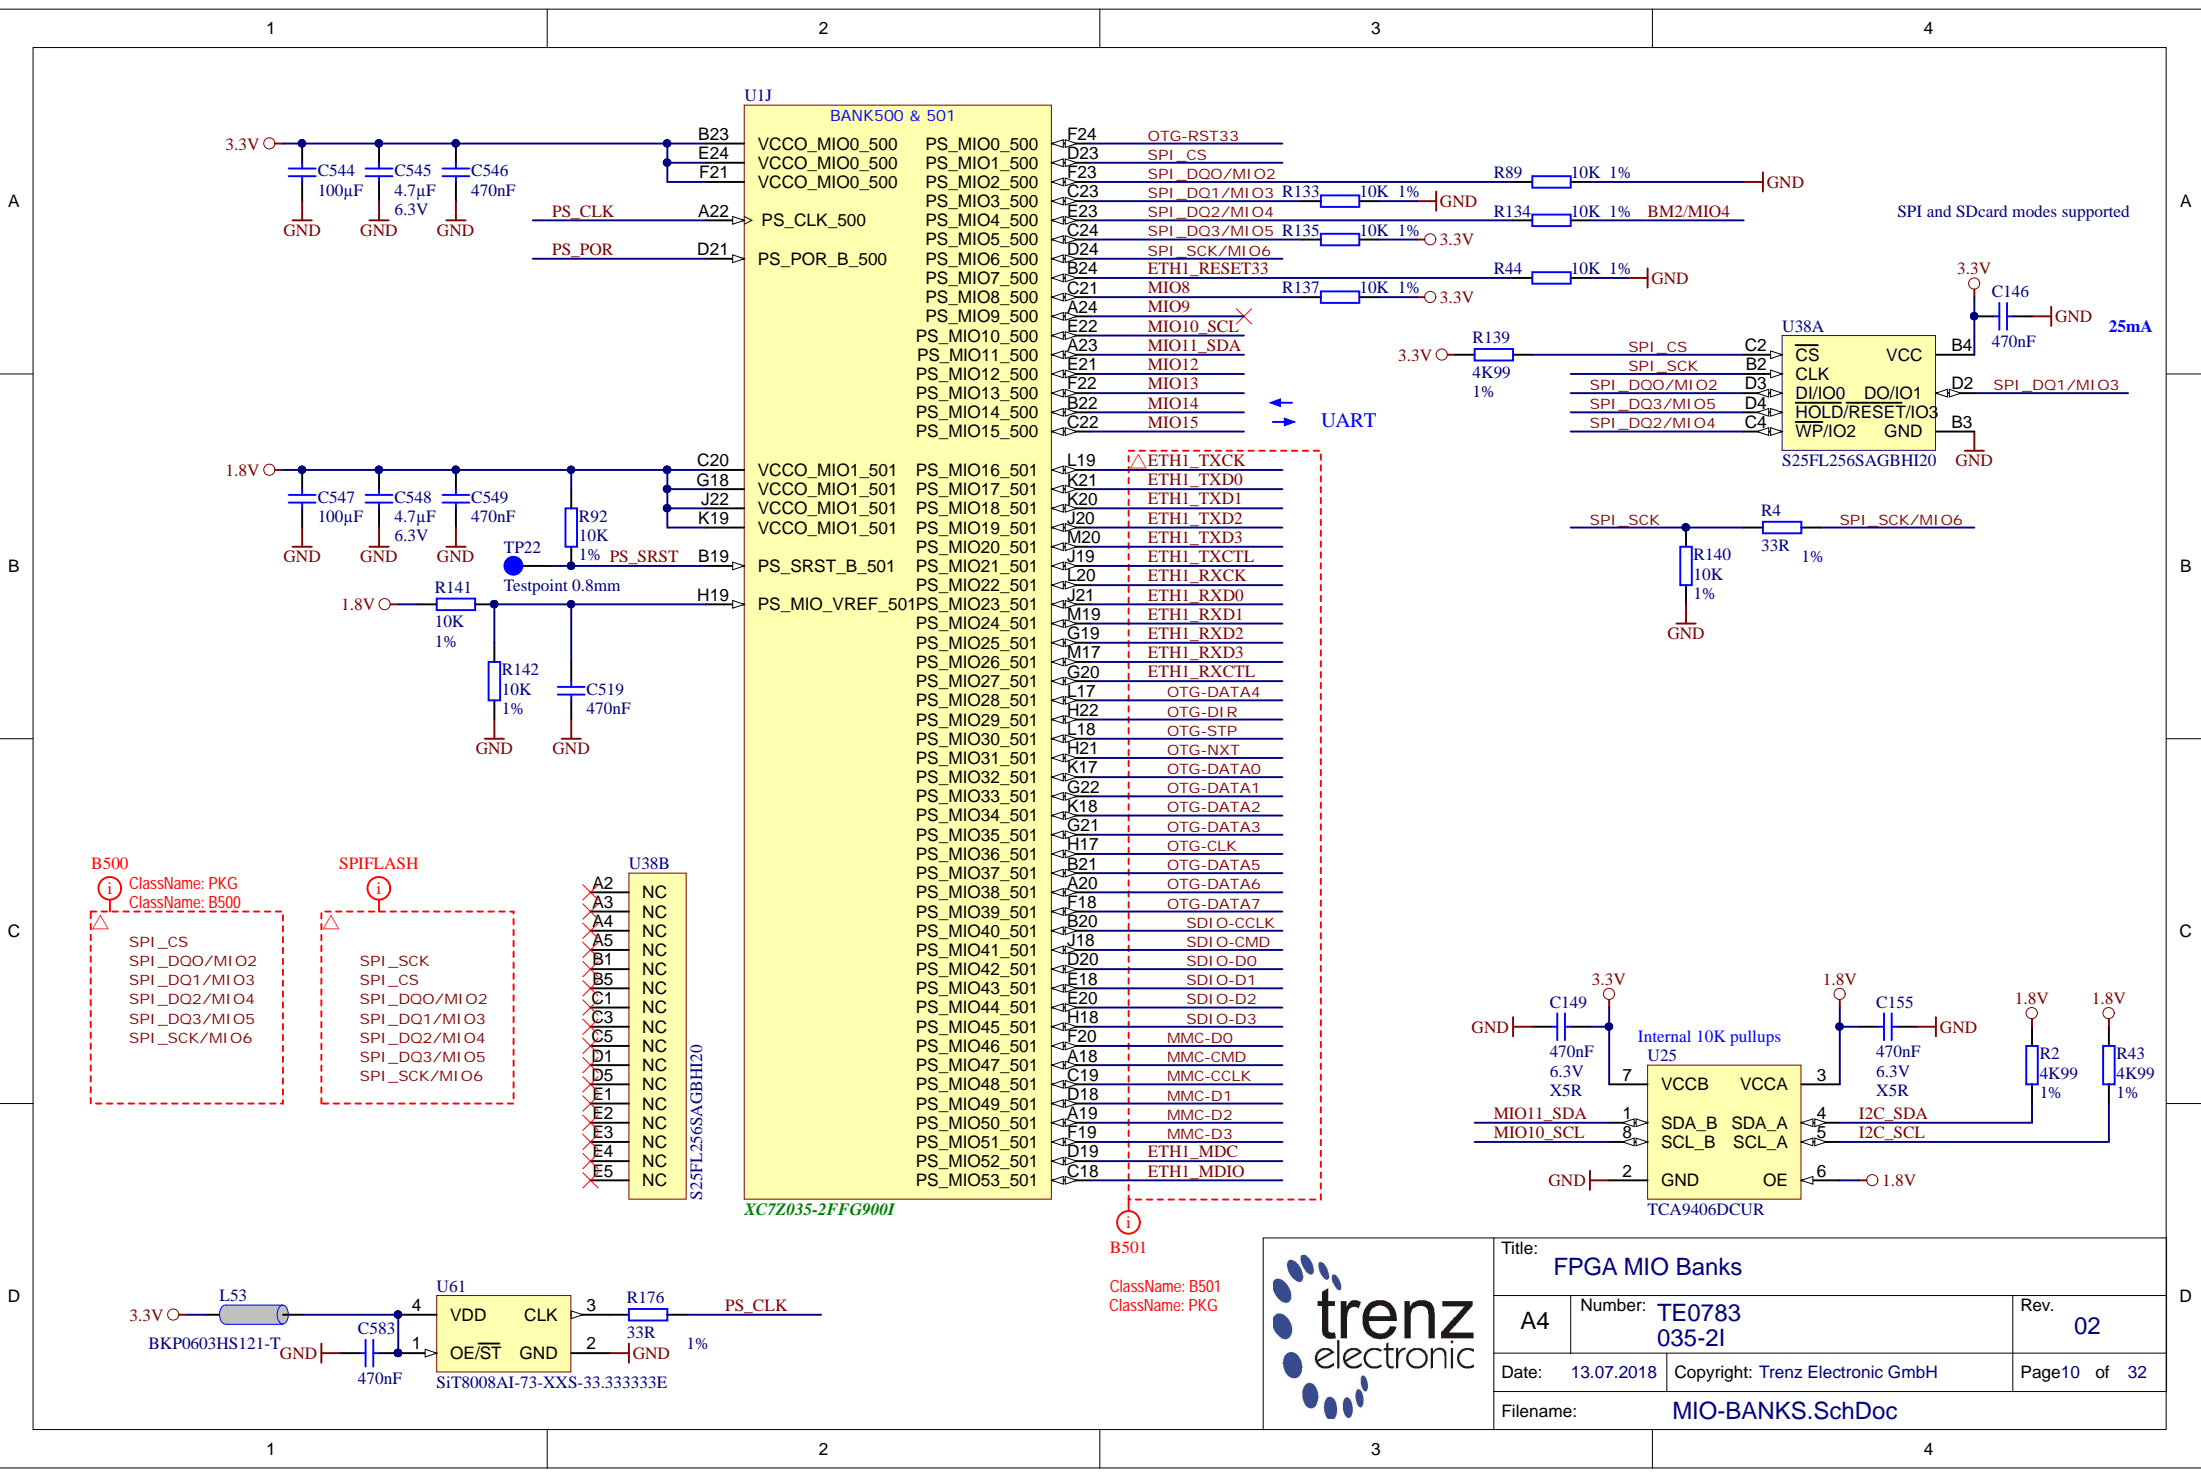 1
2
3
4
A
A
B
B
C
C
D
D
U1J
BANK500 & 501
3.3V
C544
100µF
GND
C545
4.7µF
6.3V
GND
C546
470nF
GND
B23 VCCO_MIO0_500
E24 VCCO_MIO0_500
F21 VCCO_MIO0_500
PS_CLK A22 PS_CLK_500
PS_POR D21 PS_POR_B_500
1.8V
C547
100µF
GND
C548
4.7µF
6.3V
GND
C549
470nF
GND
R92
10K
1%
C20 VCCO_MIO1_501
G18 VCCO_MIO1_501
J22 VCCO_MIO1_501
K19 VCCO_MIO1_501
TP22
Testpoint 0.8mm
PS_SRST B19 PS_SRST_B_501
1.8V
R141
10K
1%
H19 PS_MIO_VREF_501
R142
10K
1%
GND
C519
470nF
GND
PS_MIO0_500 F24 OTG-RST33
PS_MIO1_500 D23 SPI_CS
PS_MIO2_500 F23 SPI_DQ0/MIO2 R89 10K 1% GND
PS_MIO3_500 C23 SPI_DQ1/MIO3 R133 10K 1% GND
PS_MIO4_500 E23 SPI_DQ2/MIO4 R134 10K 1% BM2/MIO4
PS_MIO5_500 C24 SPI_DQ3/MIO5 R135 10K 1% 3.3V
PS_MIO6_500 D24 SPI_SCK/MIO6
PS_MIO7_500 B24 ETH1_RESET33 R44 10K 1% GND
PS_MIO8_500 C21 MIO8 R137 10K 1% 3.3V
PS_MIO9_500 A24 MIO9
PS_MIO10_500 E22 MIO10_SCL
PS_MIO11_500 A23 MIO11_SDA
PS_MIO12_500 E21 MIO12
PS_MIO13_500 F22 MIO13
PS_MIO14_500 B22 MIO14
PS_MIO15_500 C22 MIO15
UART
PS_MIO16_501 L19 ETH1_TXCK
PS_MIO17_501 K21 ETH1_TXD0
PS_MIO18_501 K20 ETH1_TXD1
PS_MIO19_501 J20 ETH1_TXD2
PS_MIO20_501 M20 ETH1_TXD3
PS_MIO21_501 J19 ETH1_TXCTL
PS_MIO22_501 L20 ETH1_RXCK
PS_MIO23_501 J21 ETH1_RXD0
PS_MIO24_501 M19 ETH1_RXD1
PS_MIO25_501 G19 ETH1_RXD2
PS_MIO26_501 M17 ETH1_RXD3
PS_MIO27_501 G20 ETH1_RXCTL
PS_MIO28_501 L17 OTG-DATA4
PS_MIO29_501 H22 OTG-DIR
PS_MIO30_501 L18 OTG-STP
PS_MIO31_501 H21 OTG-NXT
PS_MIO32_501 K17 OTG-DATA0
PS_MIO33_501 G22 OTG-DATA1
PS_MIO34_501 K18 OTG-DATA2
PS_MIO35_501 G21 OTG-DATA3
PS_MIO36_501 H17 OTG-CLK
PS_MIO37_501 B21 OTG-DATA5
PS_MIO38_501 A20 OTG-DATA6
PS_MIO39_501 F18 OTG-DATA7
PS_MIO40_501 B20 SDIO-CCLK
PS_MIO41_501 J18 SDIO-CMD
PS_MIO42_501 D20 SDIO-D0
PS_MIO43_501 E18 SDIO-D1
PS_MIO44_501 E20 SDIO-D2
PS_MIO45_501 H18 SDIO-D3
PS_MIO46_501 F20 MMC-D0
PS_MIO47_501 A18 MMC-CMD
PS_MIO48_501 C19 MMC-CCLK
PS_MIO49_501 D18 MMC-D1
PS_MIO50_501 A19 MMC-D2
PS_MIO51_501 F19 MMC-D3
PS_MIO52_501 D19 ETH1_MDC
PS_MIO53_501 C18 ETH1_MDIO
XC7Z035-2FFG900I
B501
ClassName: B501
ClassName: PKG
SPI and SDcard modes supported
3.3V
C146
470nF
GND
25mA
3.3V
R139
4K99
1%
U38A
SPI_CS C2 CS VCC B4
SPI_SCK B2 CLK
SPI_DQ0/MIO2 D3 DI/IO0 DO/IO1 D2 SPI_DQ1/MIO3
SPI_DQ3/MIO5 D4 HOLD/RESET/IO3
SPI_DQ2/MIO4 C4 WP/IO2 GND B3
S25FL256SAGBHI20
GND
SPI_SCK
R4
33R
1%
SPI_SCK/MIO6
R140
10K
1%
GND
B500
ClassName: PKG
ClassName: B500
SPI_CS
SPI_DQ0/MIO2
SPI_DQ1/MIO3
SPI_DQ2/MIO4
SPI_DQ3/MIO5
SPI_SCK/MIO6
SPIFLASH
SPI_SCK
SPI_CS
SPI_DQ0/MIO2
SPI_DQ1/MIO3
SPI_DQ2/MIO4
SPI_DQ3/MIO5
SPI_SCK/MIO6
U38B
A2 NC
A3 NC
A4 NC
A5 NC
B1 NC
B5 NC
C1 NC
C3 NC
C5 NC
D1 NC
D5 NC
E1 NC
E2 NC
E3 NC
E4 NC
E5 NC
S25FL256SAGBHI20
3.3V
C149
470nF
6.3V
X5R
GND
Internal 10K pullups
U25
1.8V
C155
470nF
6.3V
X5R
GND
1.8V
R2
4K99
1%
1.8V
R43
4K99
1%
7 VCCB VCCA 3
MIO11_SDA 1 SDA_B SDA_A 4 I2C_SDA
MIO10_SCL 8 SCL_B SCL_A 5 I2C_SCL
GND 2 GND OE 6 1.8V
TCA9406DCUR
3.3V
L53
BKP0603HS121-T
GND
C583
470nF
U61
4 VDD CLK 3
1 OE/ST GND 2 GND
SiT8008AI-73-XXS-33.333333E
R176
33R
1%
PS_CLK
trenz
electronic
Title:
FPGA MIO Banks
A4
Number: TE0783
035-2I
Rev.
02
Date: 13.07.2018
Copyright: Trenz Electronic GmbH
Page10 of 32
Filename: MIO-BANKS.SchDoc
1
2
3
4